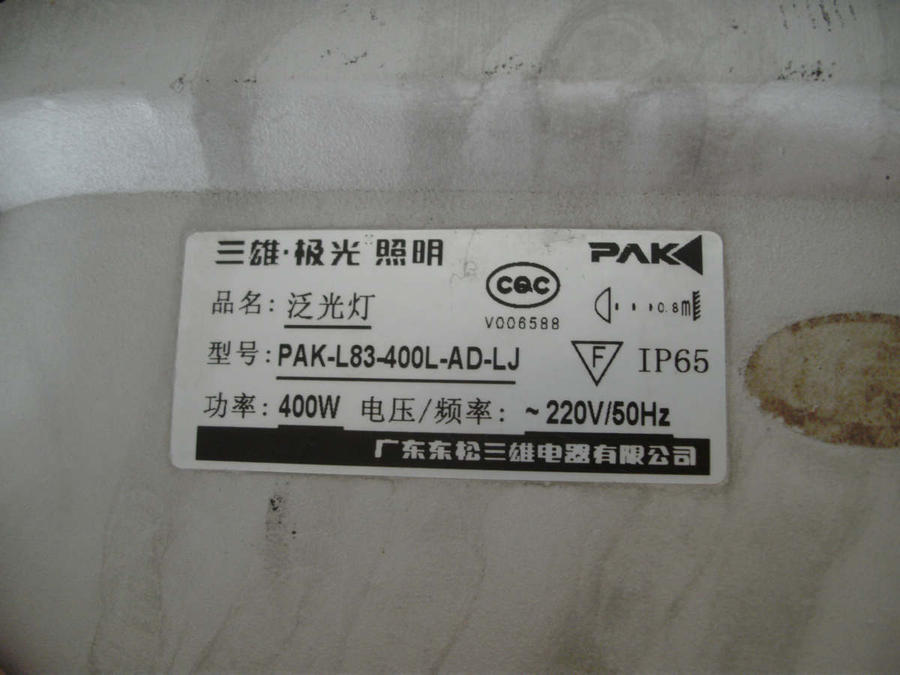 三雄·极光 照明 PAK
品名: 泛光灯 CQC 0.8m
V006588
型号: PAK-L83-400L-AD-LJ F IP65
功率: 400W 电压/频率: ~220V/50Hz
广东东松三雄电器有限公司